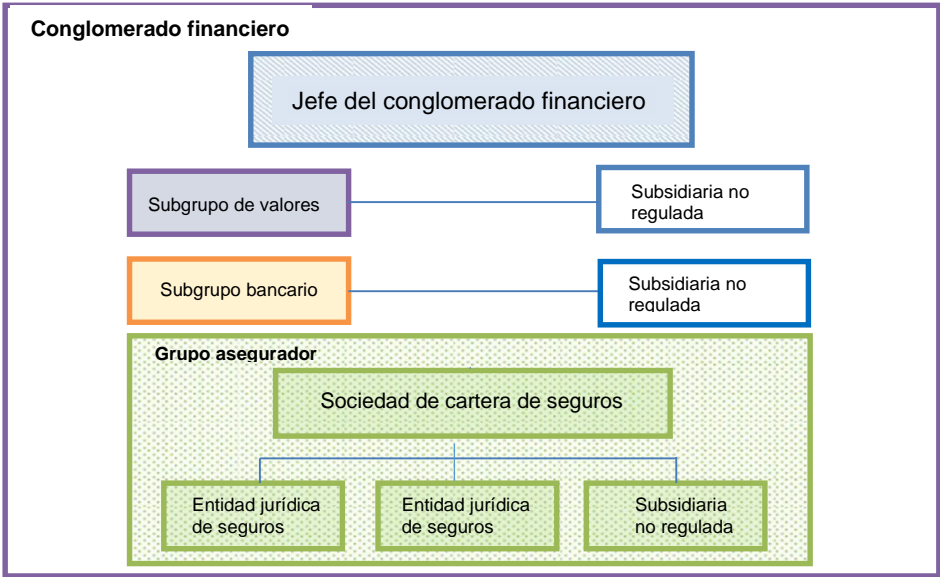 Conglomerado financiero
Jefe del conglomerado financiero
Subgrupo de valores
Subsidiaria no
regulada
Subgrupo bancario
Subsidiaria no
regulada
Grupo asegurador
Sociedad de cartera de seguros
Entidad jurídica
de seguros
Entidad jurídica
de seguros
Subsidiaria
no regulada